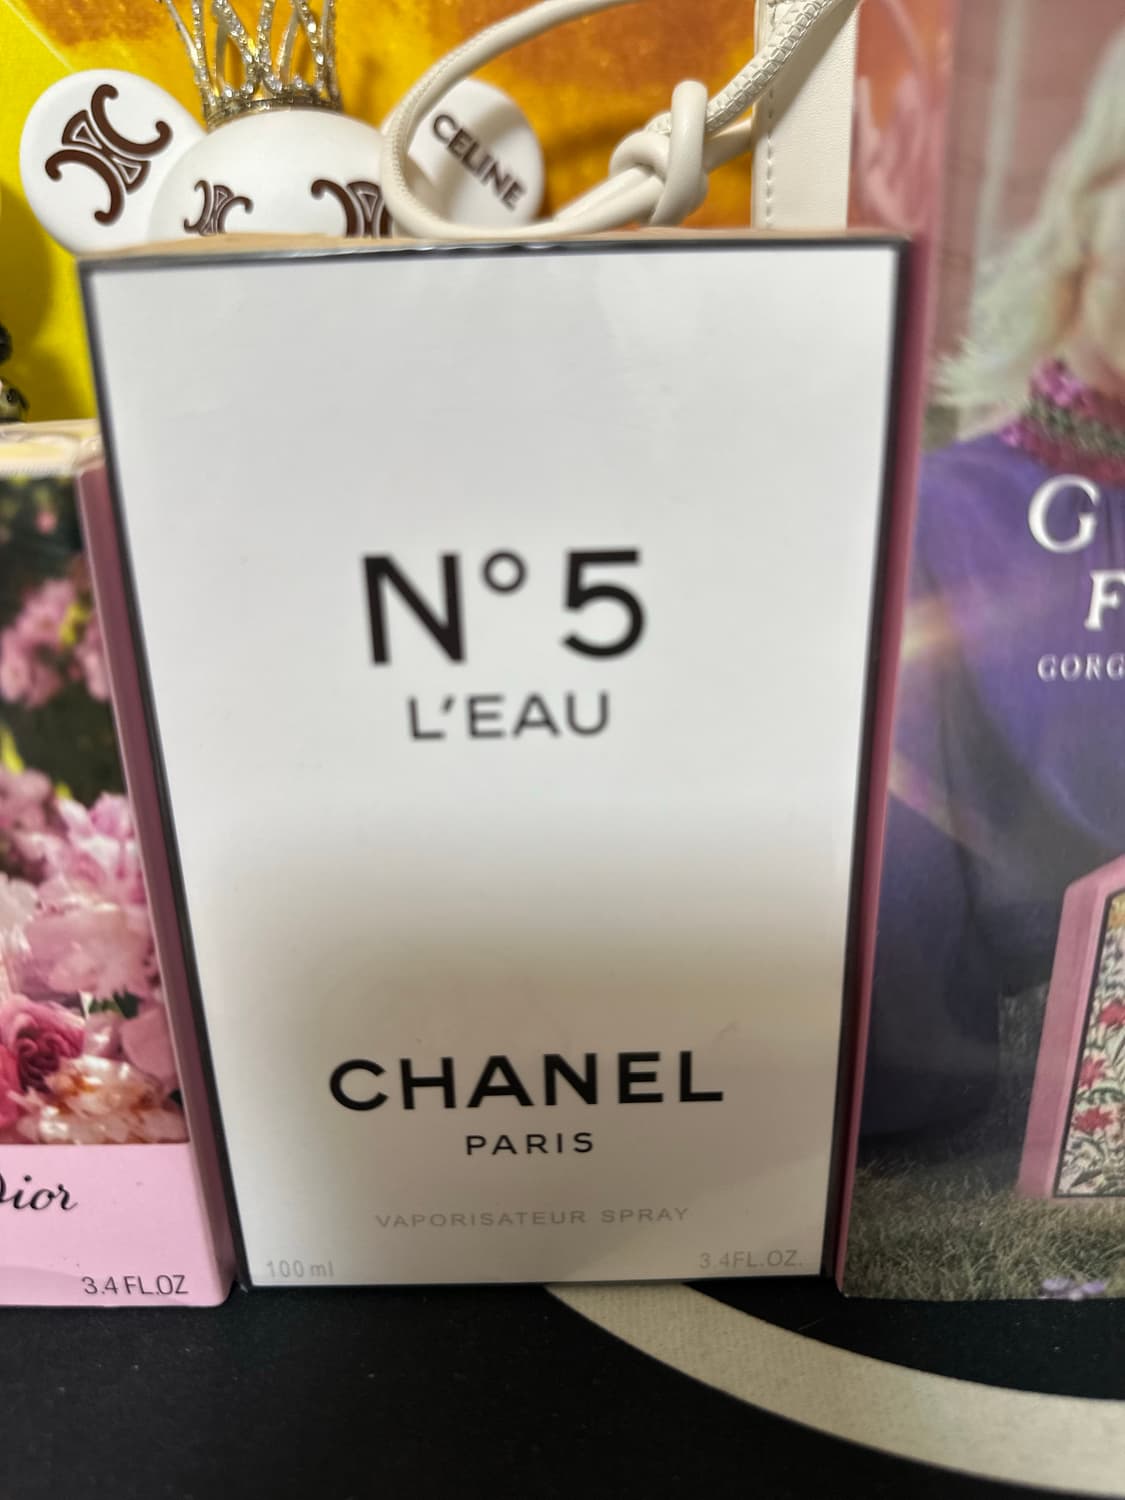 CELINE
N° 5
L'EAU
CHANEL
PARIS
VAPORISATEUR SPRAY
100 ml
3.4FL.OZ.
Dior
3.4 FL.OZ
G
F
GORG